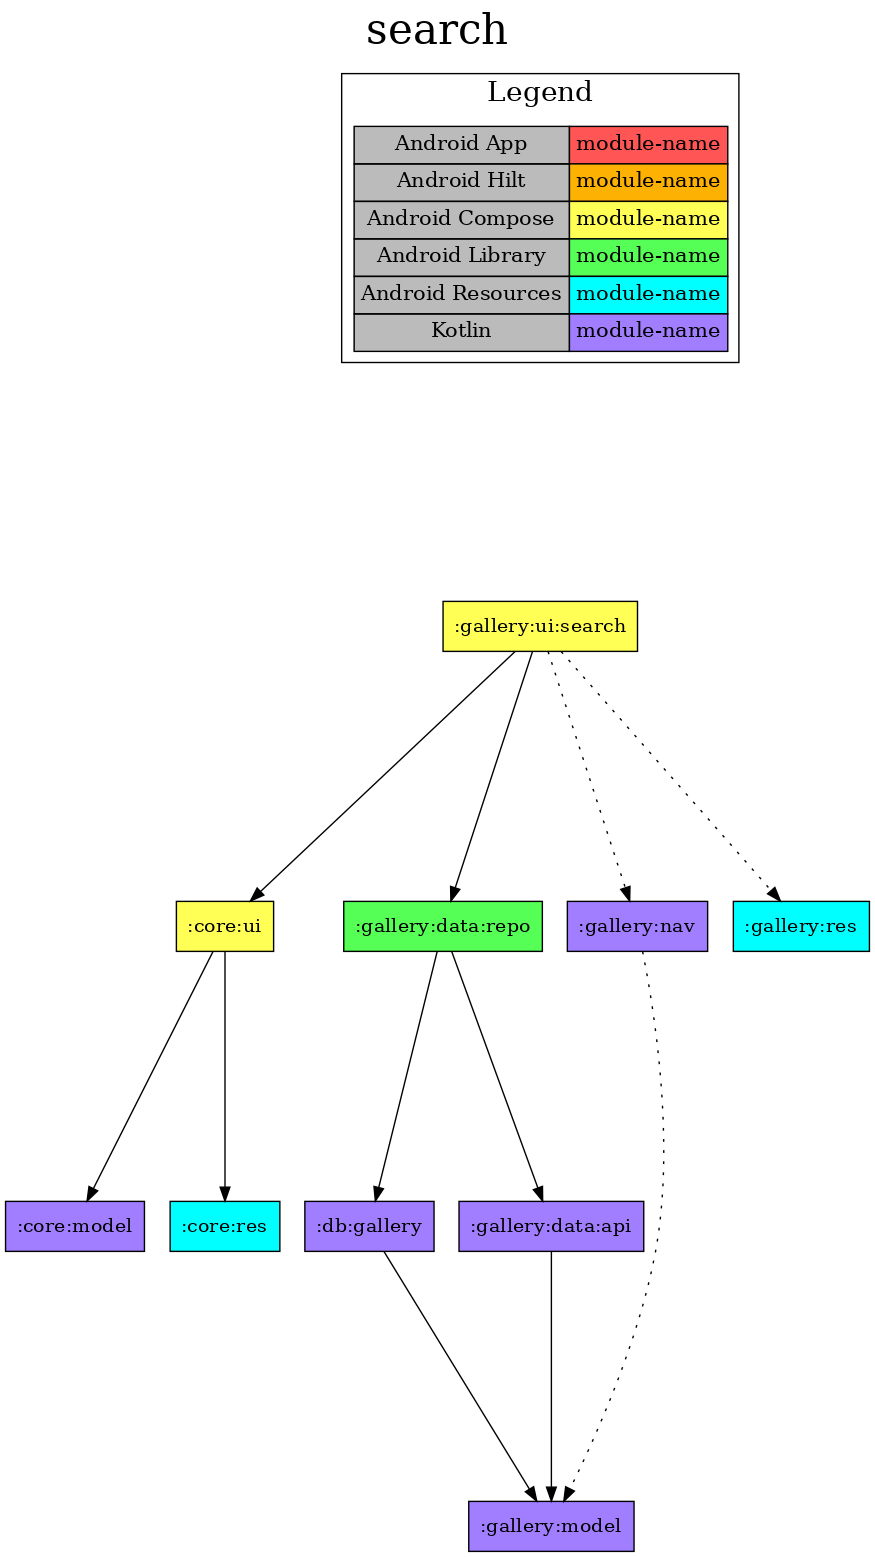 search
Legend
Android App module-name
Android Hilt module-name
Android Compose module-name
Android Library module-name
Android Resources module-name
Kotlin module-name
:gallery:ui:search
:core:ui :gallery:data:repo :gallery:nav :gallery:res
:core:model :core:res :db:gallery :gallery:data:api
:gallery:model